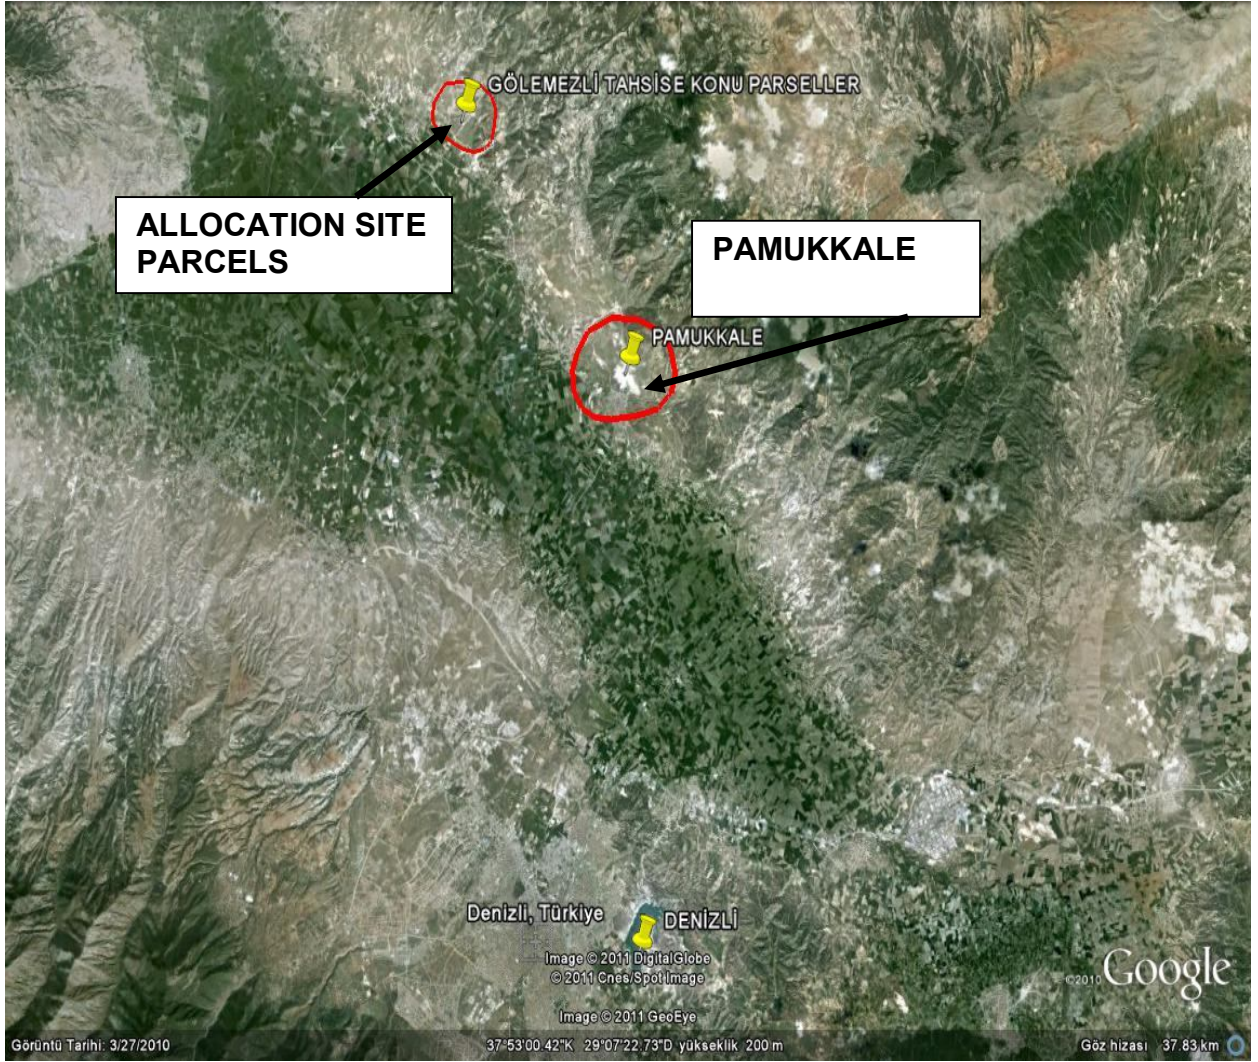 GÖLEMEZLİ TAHSİSE KONU PARSELLER
ALLOCATION SITE
PARCELS
PAMUKKALE
PAMUKKALE
Denizli, Türkiye
DENİZLİ
Image © 2011 DigitalGlobe
© 2011 Cnes/Spot Image
©2010 Google
Image © 2011 GeoEye
Görüntü Tarihi: 3/27/2010
37°53'00.42"K 29°07'22.73"D yükseklik 200 m
Göz hizası 37.83 km